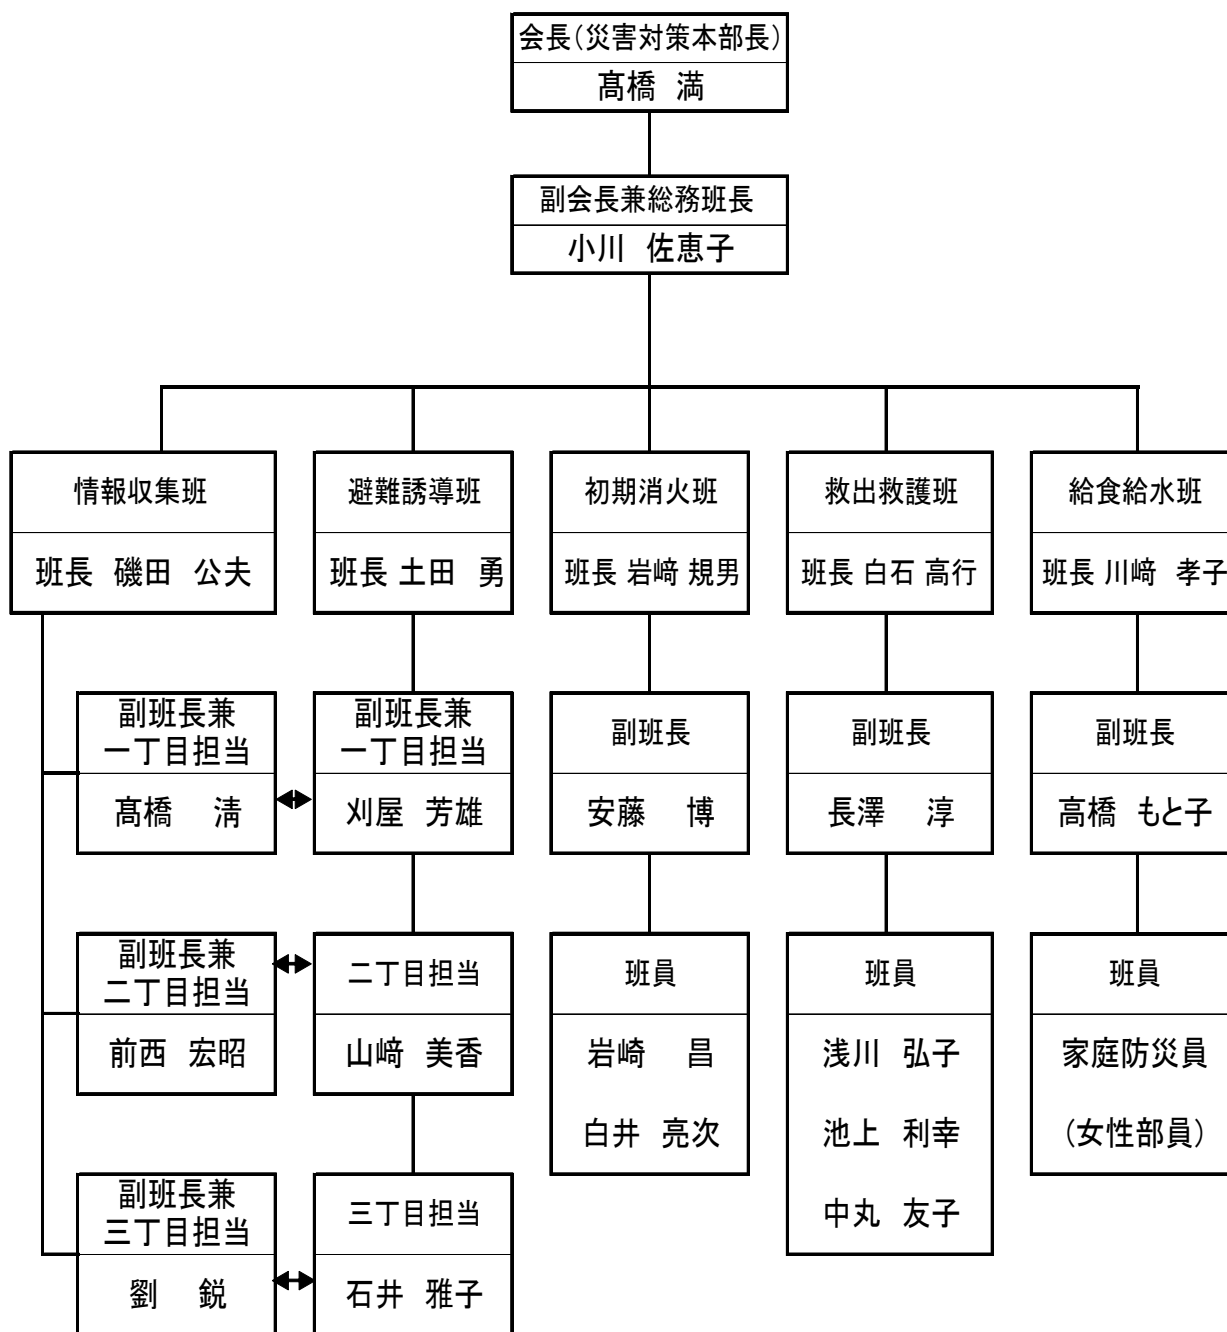 会長(災害対策本部長)
髙橋 満
副会長兼総務班長
小川 佐恵子
情報収集班
班長 磯田 公夫
避難誘導班
班長 土田 勇
初期消火班
班長 岩﨑 規男
救出救護班
班長 白石 高行
給食給水班
班長 川﨑 孝子
副班長兼
一丁目担当
髙橋 清
副班長兼
一丁目担当
刈屋 芳雄
副班長
安藤 博
副班長
長澤 淳
副班長
高橋 もと子
副班長兼
二丁目担当
前西 宏昭
二丁目担当
山﨑 美香
班員
岩崎 昌
白井 亮次
班員
浅川 弘子
池上 利幸
中丸 友子
班員
家庭防災員
(女性部員)
副班長兼
三丁目担当
劉 鋭
三丁目担当
石井 雅子